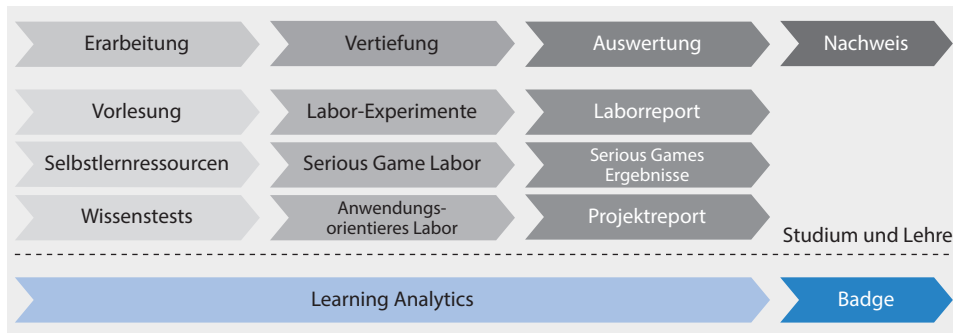 Erarbeitung
Vertiefung
Auswertung
Nachweis
Vorlesung
Labor-Experimente
Laborreport
Selbstlernressourcen
Serious Game Labor
Serious Games
Ergebnisse
Wissenstests
Anwendungs-
orientieres Labor
Projektreport
Studium und Lehre
Learning Analytics
Badge